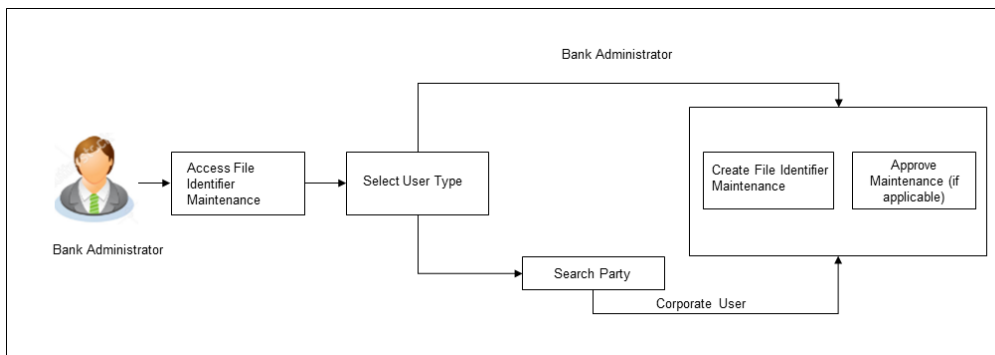 Bank Administrator
Access File
Identifier
Maintenance
Select User Type
Create File Identifier
Maintenance
Approve
Maintenance (if
applicable)
Bank Administrator
Search Party
Corporate User